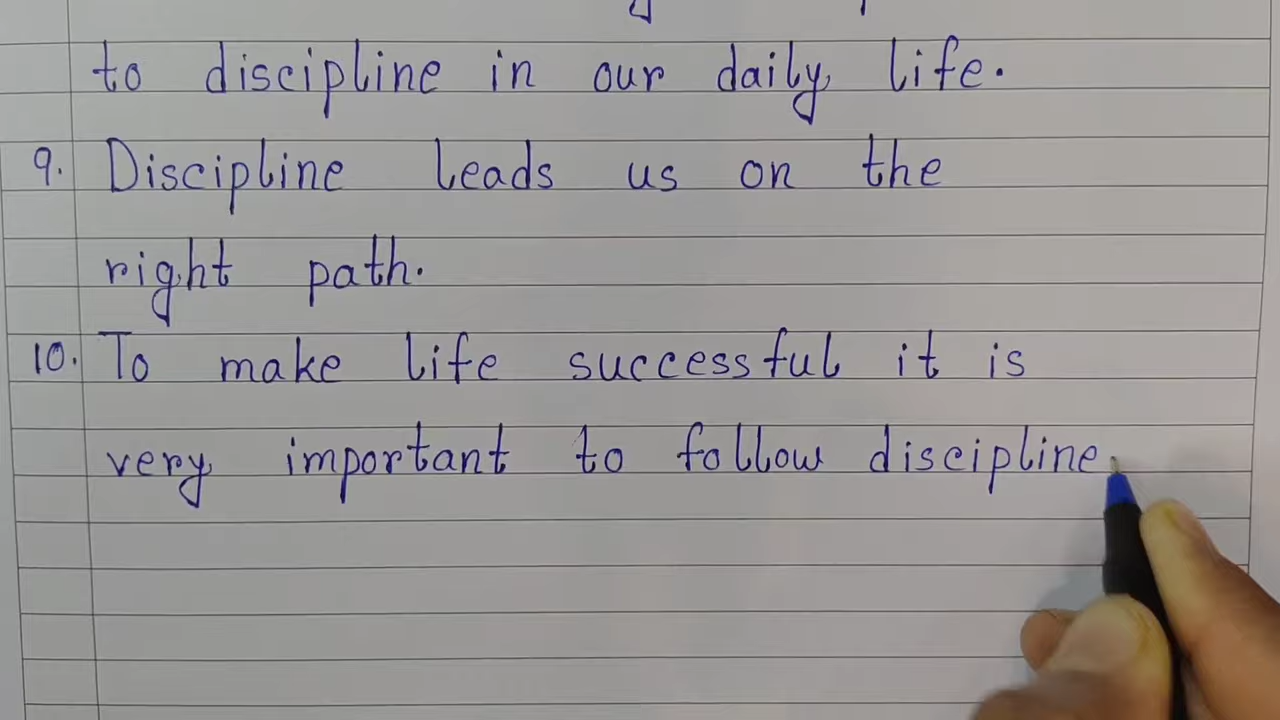 to discipline in our daily life.
9. Discipline leads us on the
right path.
10. To make life successful it is
very important to follow discipline.